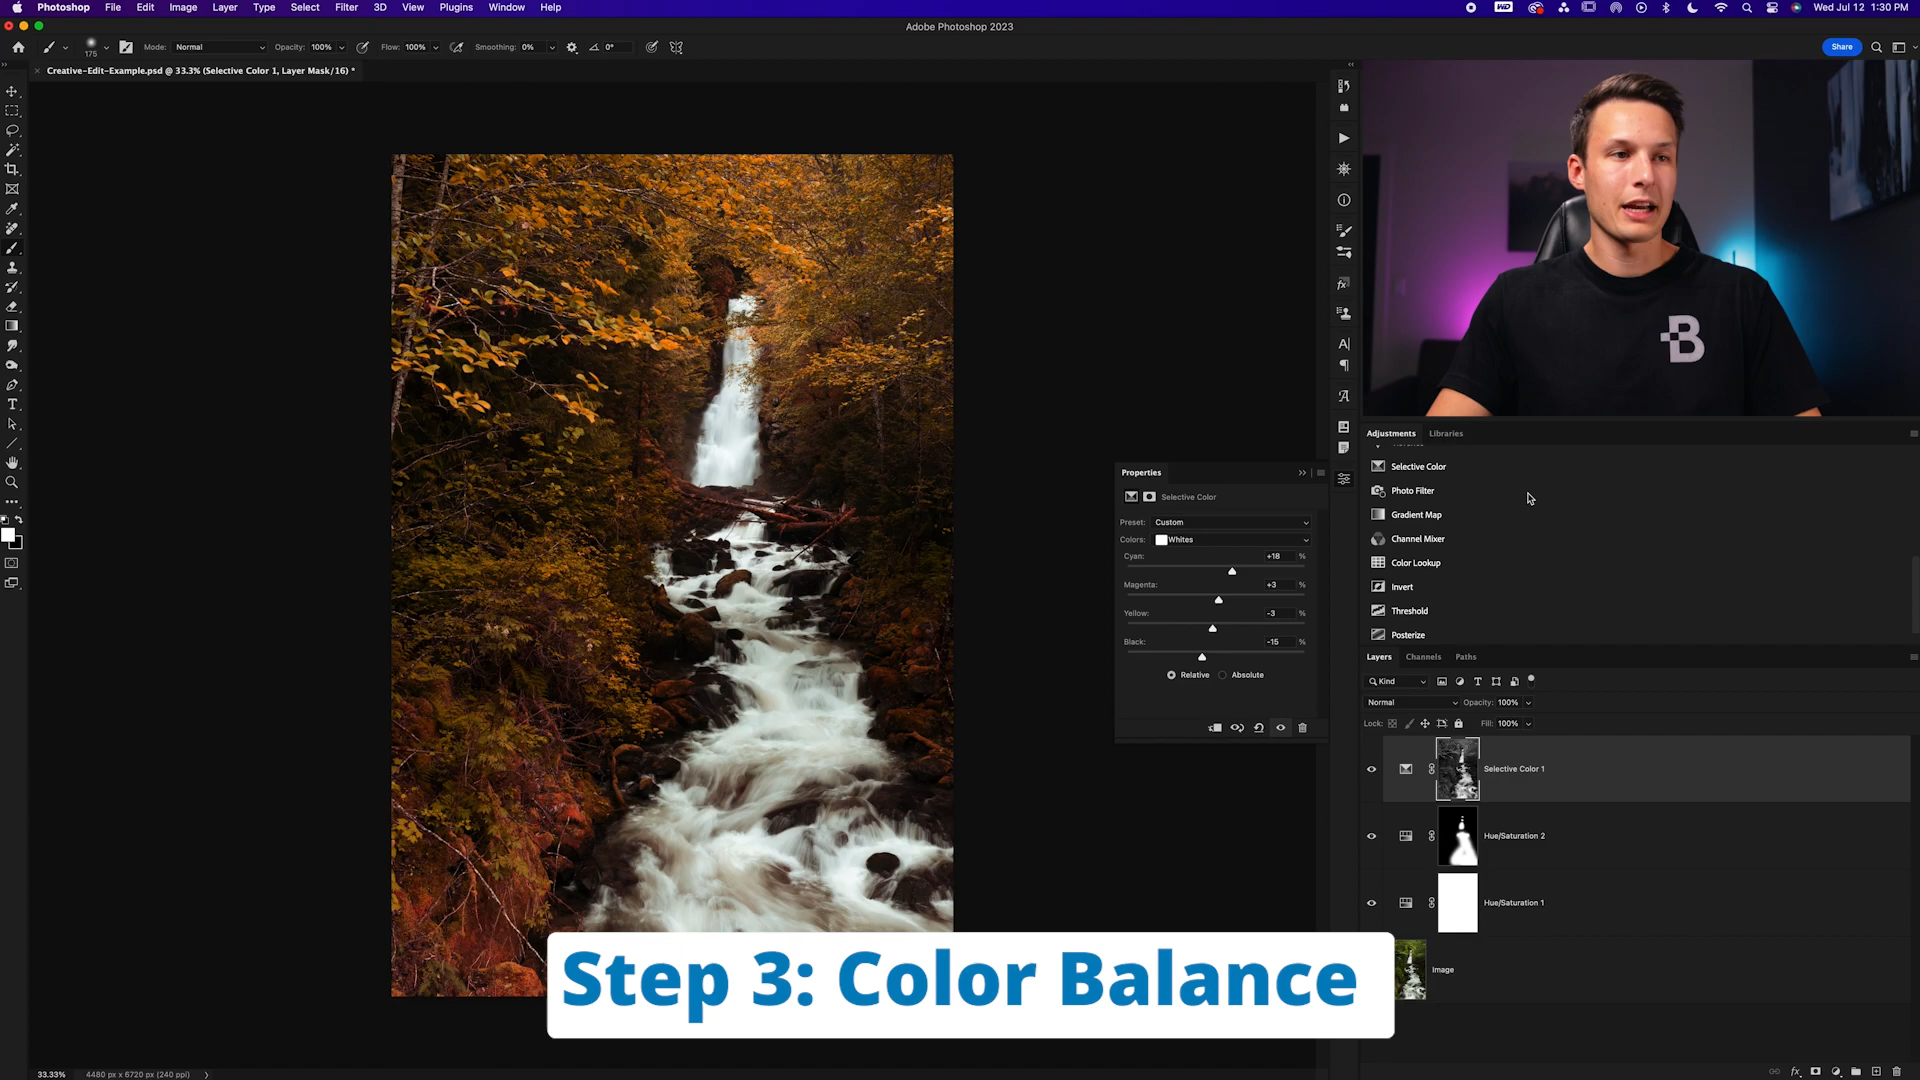 Photoshop File Edit Image Layer Type Select Filter 3D View Plugins Window Help
Wed Jul 12 1:30 PM
Adobe Photoshop 2023
175
Mode: Normal Opacity: 100% Flow: 100% Smoothing: 0% 0°
Share
Creative-Edit-Example.psd @ 33.3% (Selective Color 1, Layer Mask/16) *
B
Adjustments Libraries
Selective Color
Photo Filter
Gradient Map
Channel Mixer
Color Lookup
Invert
Threshold
Posterize
Properties
Selective Color
Preset: Custom
Colors: Whites
Cyan: +18 %
Magenta: +3 %
Yellow: -3 %
Black: -15 %
Relative Absolute
Layers Channels Paths
Kind
Normal Opacity: 100%
Lock: Fill: 100%
Selective Color 1
Hue/Saturation 2
Hue/Saturation 1
Image
Step 3: Color Balance
33.33% 4480 px x 6720 px (240 ppi)